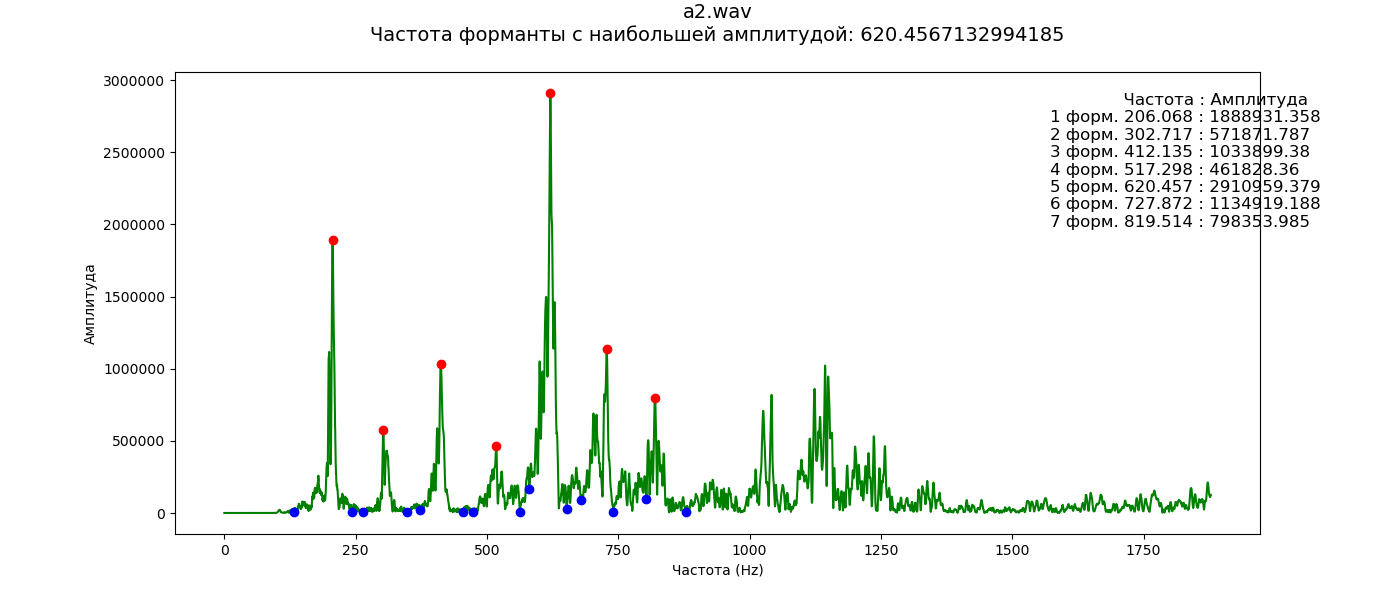 a2.wav
Частота форманты с наибольшей амплитудой: 620.4567132994185
3000000
2500000
2000000
1500000
1000000
500000
0
Амплитуда
Частота : Амплитуда
1 форм. 206.068 : 1888931.358
2 форм. 302.717 : 571871.787
3 форм. 412.135 : 1033899.38
4 форм. 517.298 : 461828.36
5 форм. 620.457 : 2910959.379
6 форм. 727.872 : 1134919.188
7 форм. 819.514 : 798353.985
0 250 500 750 1000 1250 1500 1750
Частота (Hz)